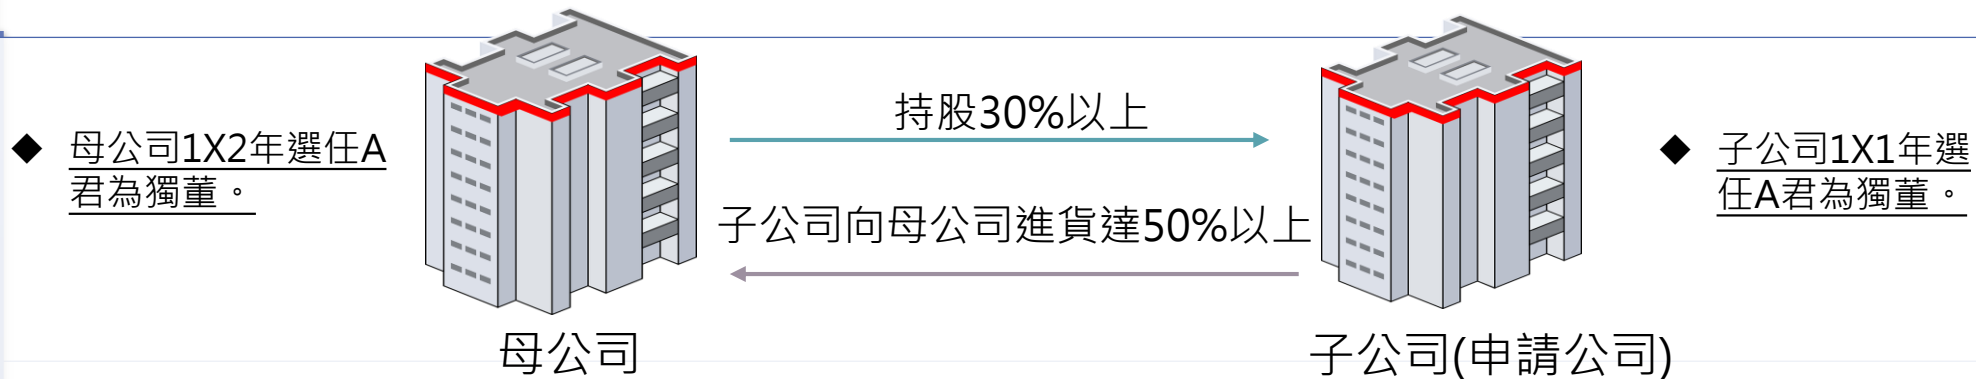 持股30%以上
◆ 母公司1X2年選任A
君為獨董。
子公司向母公司進貨達50%以上
◆ 子公司1X1年選
任A君為獨董。
母公司
子公司(申請公司)